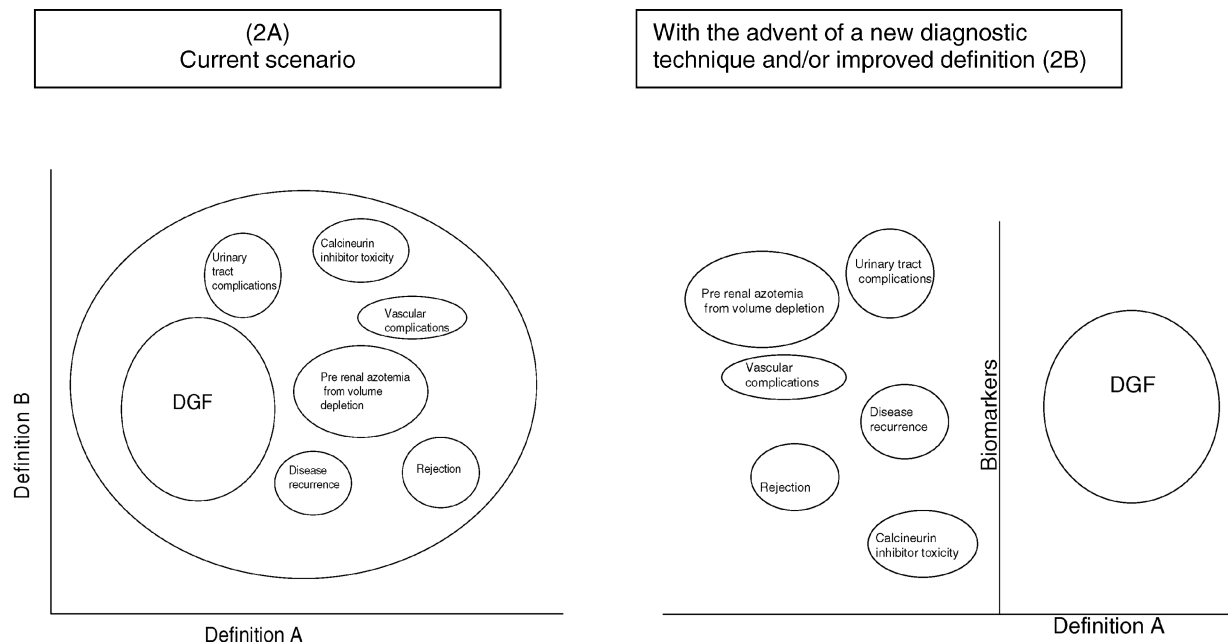 (2A)
Current scenario
With the advent of a new diagnostic
technique and/or improved definition (2B)
Urinary
tract
complications
Calcineurin
inhibitor toxicity
Vascular
complications
DGF
Pre renal azotemia
from volume
depletion
Disease
recurrence
Rejection
Definition B
Definition A
Urinary tract
complications
Pre renal azotemia
from volume depletion
Vascular
complications
Disease
recurrence
Rejection
Calcineurin
inhibitor toxicity
Biomarkers
DGF
Definition A